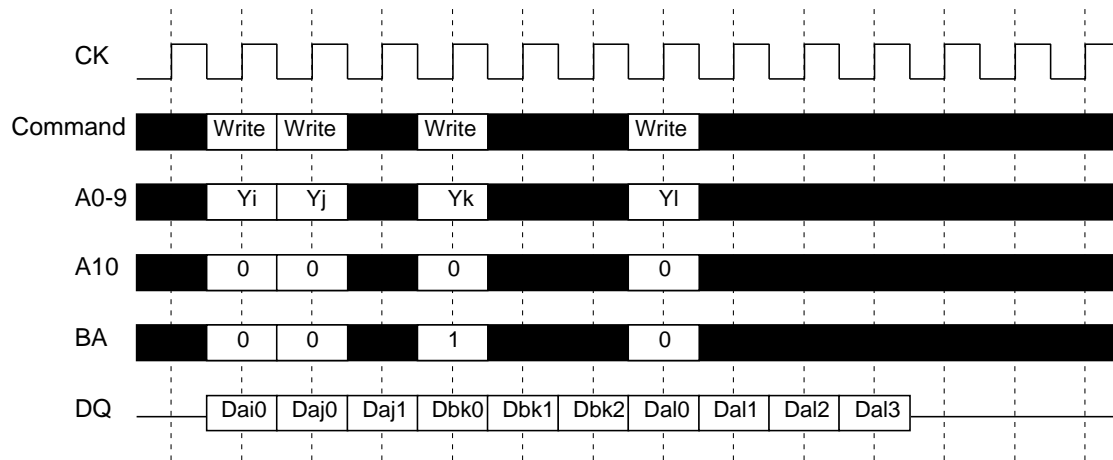 CK
Command Write Write Write Write
A0-9 Yi Yj Yk Yl
A10 0 0 0 0
BA 0 0 1 0
DQ Dai0 Daj0 Daj1 Dbk0 Dbk1 Dbk2 Dal0 Dal1 Dal2 Dal3